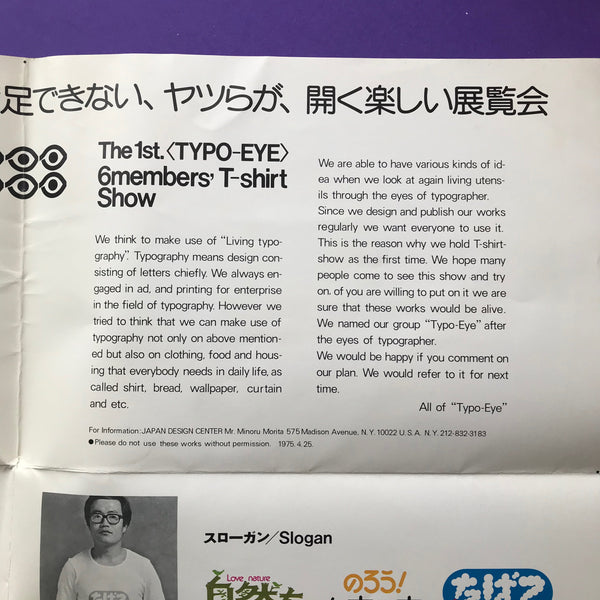 足できない、ヤツらが、開く楽しい展覧会
The 1st.〈TYPO-EYE〉
6members' T-shirt
Show
We think to make use of “Living typo-
graphy”. Typography means design con-
sisting of letters chiefly. We always en-
gaged in ad, and printing for enterprise
in the field of typography. However we
tried to think that we can make use of
typography not only on above mention-
ed but also on clothing, food and hous-
ing that everybody needs in daily life, as
called shirt, bread, wallpaper, curtain
and etc.
We are able to have various kinds of id-
ea when we look at again living uten-
sils through the eyes of typographer.
Since we design and publish our works
regularly we want everyone to use it.
This is the reason why we hold T-shirt-
show as the first time. We hope many
people come to see this show and try
on. of you are willing to put on it we are
sure that these works would be alive.
We named our group “Typo-Eye” after
the eyes of typographer.
We would be happy if you comment on
our plan. We would refer to it for next
time.
All of “Typo-Eye”
For Information: JAPAN DESIGN CENTER Mr. Minoru Morita 575 Madison Avenue, N.Y. 10022 U.S.A. N.Y. 212-832-3183
●Please do not use these works without permission. 1975.4.25.
スローガン/Slogan
Love nature
自然を
のろう!
たばこ